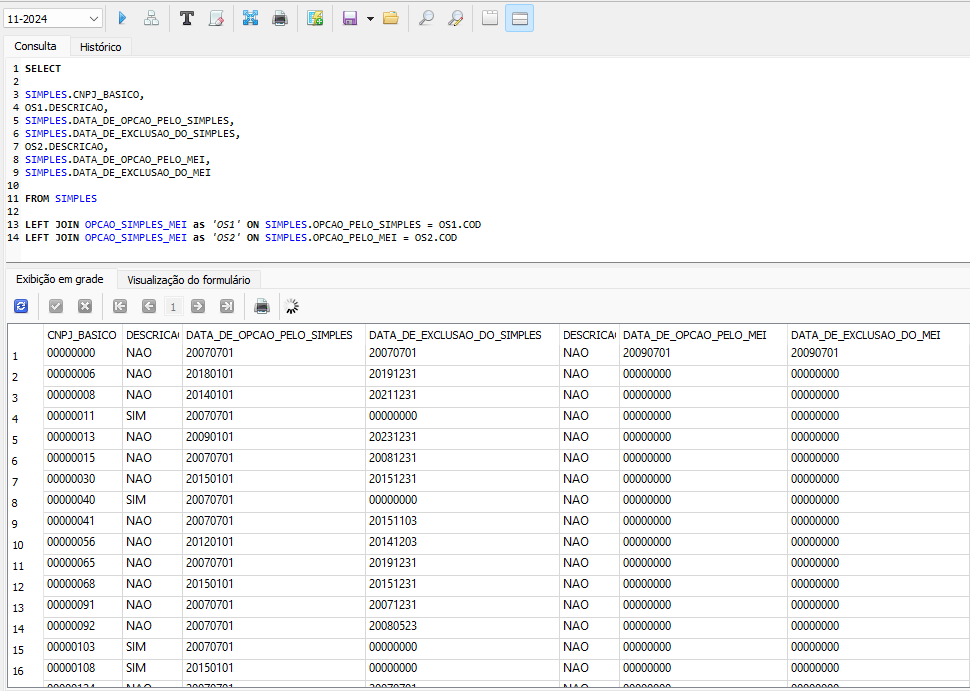 11-2024
Consulta Histórico
1 SELECT
2
3 SIMPLES.CNPJ_BASICO,
4 OS1.DESCRICAO,
5 SIMPLES.DATA_DE_OPCAO_PELO_SIMPLES,
6 SIMPLES.DATA_DE_EXCLUSAO_DO_SIMPLES,
7 OS2.DESCRICAO,
8 SIMPLES.DATA_DE_OPCAO_PELO_MEI,
9 SIMPLES.DATA_DE_EXCLUSAO_DO_MEI
10
11 FROM SIMPLES
12
13 LEFT JOIN OPCAO_SIMPLES_MEI as 'OS1' ON SIMPLES.OPCAO_PELO_SIMPLES = OS1.COD
14 LEFT JOIN OPCAO_SIMPLES_MEI as 'OS2' ON SIMPLES.OPCAO_PELO_MEI = OS2.COD
Exibição em grade Visualização do formulário
1
CNPJ_BASICO DESCRICA DATA_DE_OPCAO_PELO_SIMPLES DATA_DE_EXCLUSAO_DO_SIMPLES DESCRICA DATA_DE_OPCAO_PELO_MEI DATA_DE_EXCLUSAO_DO_MEI
1 00000000 NAO 20070701 20070701 NAO 20090701 20090701
2 00000006 NAO 20180101 20191231 NAO 00000000 00000000
3 00000008 NAO 20140101 20211231 NAO 00000000 00000000
4 00000011 SIM 20070701 00000000 NAO 00000000 00000000
5 00000013 NAO 20090101 20231231 NAO 00000000 00000000
6 00000015 NAO 20070701 20081231 NAO 00000000 00000000
7 00000030 NAO 20150101 20151231 NAO 00000000 00000000
8 00000040 SIM 20070701 00000000 NAO 00000000 00000000
9 00000041 NAO 20070701 20151103 NAO 00000000 00000000
10 00000056 NAO 20120101 20141203 NAO 00000000 00000000
11 00000065 NAO 20070701 20191231 NAO 00000000 00000000
12 00000068 NAO 20150101 20151231 NAO 00000000 00000000
13 00000091 NAO 20070701 20071231 NAO 00000000 00000000
14 00000092 NAO 20070701 20080523 NAO 00000000 00000000
15 00000103 SIM 20070701 00000000 NAO 00000000 00000000
16 00000108 SIM 20150101 00000000 NAO 00000000 00000000